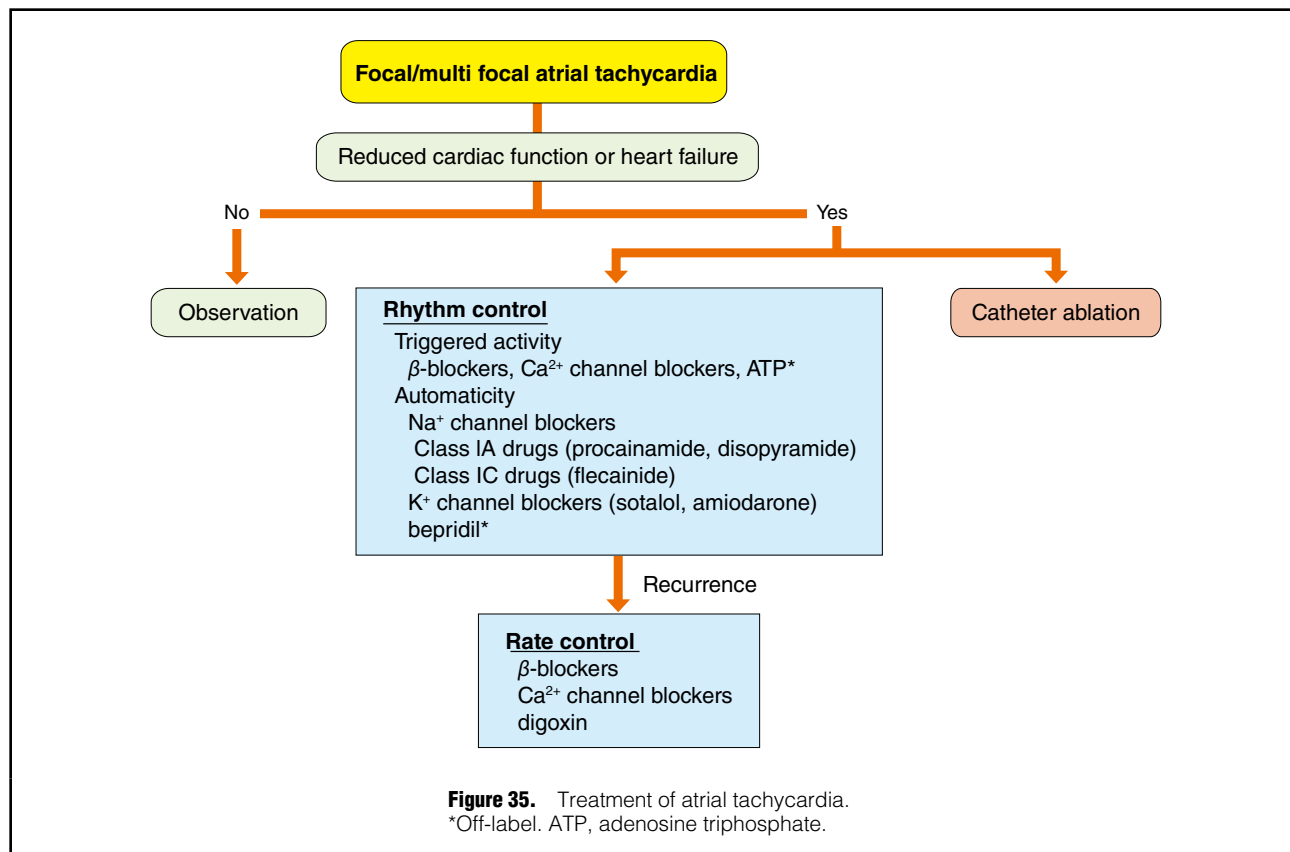 Focal/multi focal atrial tachycardia
Reduced cardiac function or heart failure
No
Yes
Observation
Rhythm control
Triggered activity
β-blockers, Ca²⁺ channel blockers, ATP*
Automaticity
Na⁺ channel blockers
Class IA drugs (procainamide, disopyramide)
Class IC drugs (flecainide)
K⁺ channel blockers (sotalol, amiodarone)
bepridil*
Catheter ablation
Recurrence
Rate control
β-blockers
Ca²⁺ channel blockers
digoxin
Figure 35. Treatment of atrial tachycardia.
*Off-label. ATP, adenosine triphosphate.